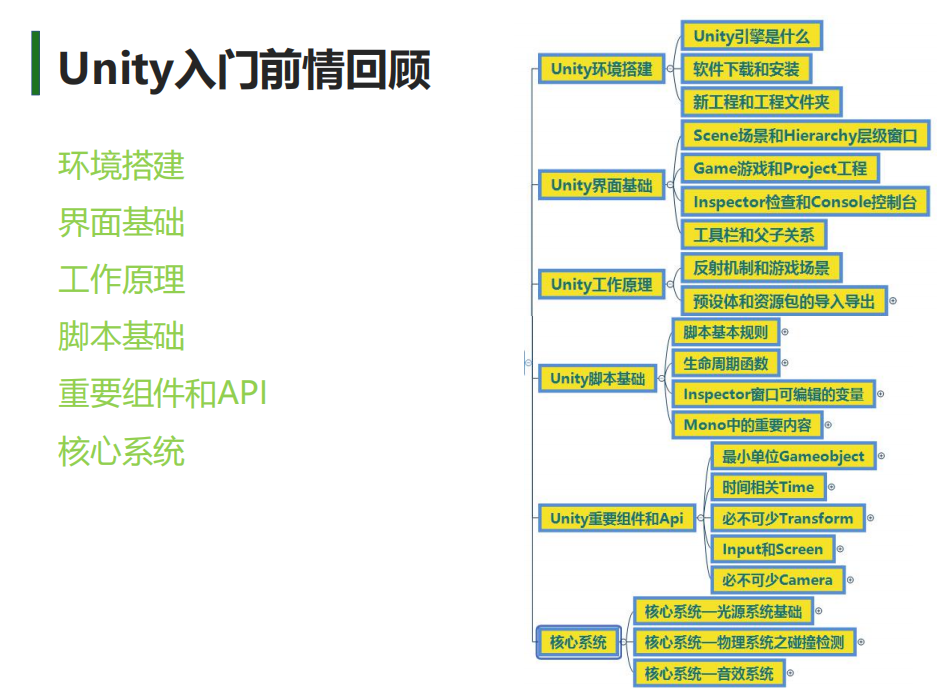 Unity入门前情回顾
环境搭建
界面基础
工作原理
脚本基础
重要组件和API
核心系统
Unity环境搭建
Unity引擎是什么
软件下载和安装
新工程和工程文件夹
Unity界面基础
Scene场景和Hierarchy层级窗口
Game游戏和Project工程
Inspector检查和Console控制台
工具栏和父子关系
Unity工作原理
反射机制和游戏场景
预设体和资源包的导入导出
Unity脚本基础
脚本基本规则
生命周期函数
Inspector窗口可编辑的变量
Mono中的重要内容
Unity重要组件和Api
最小单位Gameobject
时间相关Time
必不可少Transform
Input和Screen
必不可少Camera
核心系统
核心系统—光源系统基础
核心系统—物理系统之碰撞检测
核心系统—音效系统